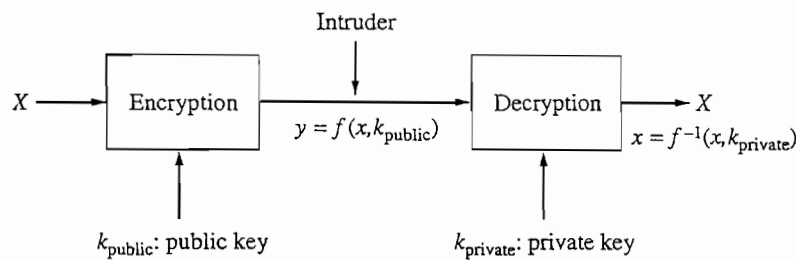 Intruder
X
Encryption
Decryption
X
y = f(x, k_public)
x = f⁻¹(x, k_private)
k_public: public key
k_private: private key